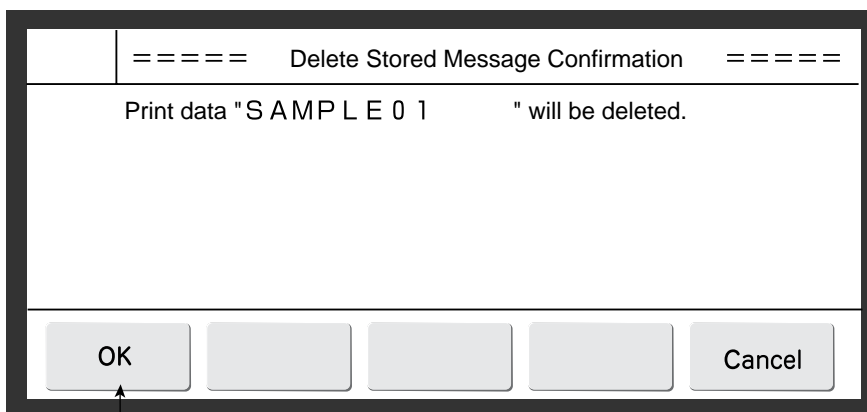 ===== Delete Stored Message Confirmation =====
Print data "SAMPLE01 " will be deleted.
OK Cancel